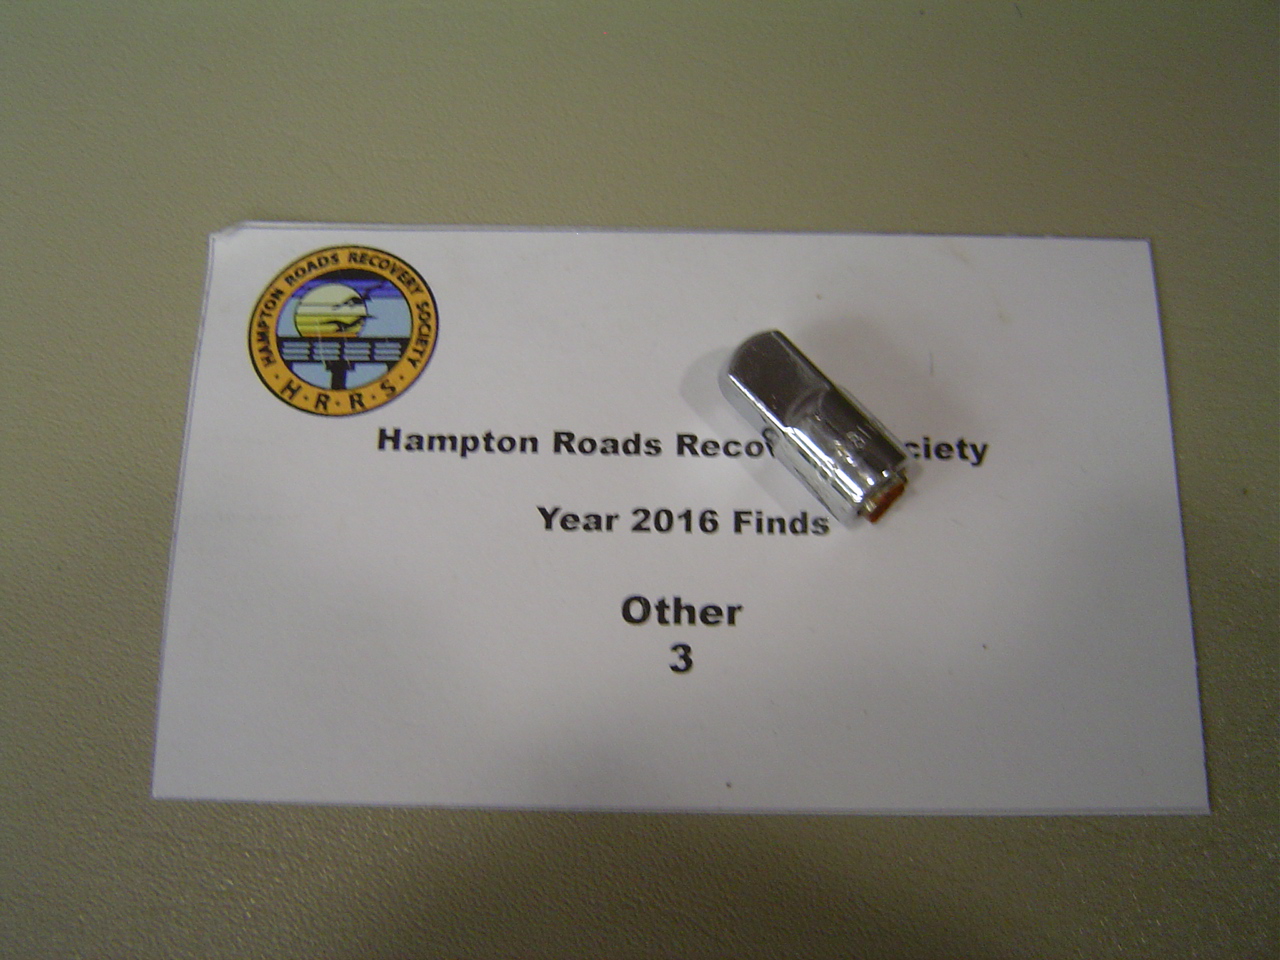 HAMPTON ROADS RECOVERY SOCIETY
· H · R · R · S ·
Hampton Roads Reco ciety
Year 2016 Finds
Other
3